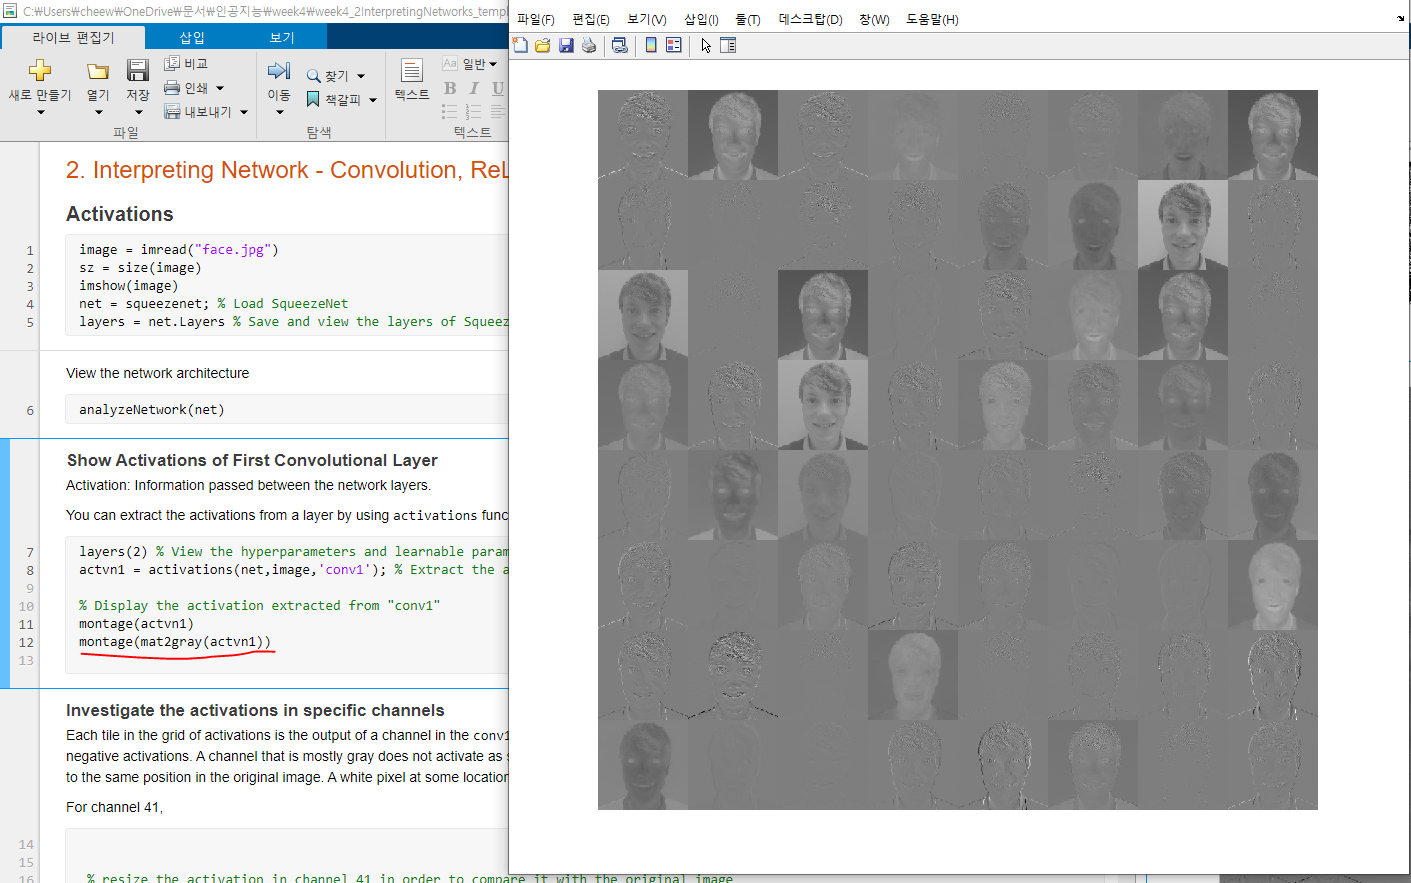 C:₩Users₩cheew₩OneDrive₩문서₩인공지능₩week4₩week4_2InterpretingNetworks_templ
라이브 편집기 삽입 보기
새로 만들기 열기 저장 비교 인쇄 내보내기
파일
이동 찾기 책갈피
탐색
텍스트 Aa 일반 B I U
텍스트
파일(F) 편집(E) 보기(V) 삽입(I) 툴(T) 데스크탑(D) 창(W) 도움말(H)
2. Interpreting Network - Convolution, ReL
Activations
1 image = imread("face.jpg")
2 sz = size(image)
3 imshow(image)
4 net = squeezenet; % Load SqueezeNet
5 layers = net.Layers % Save and view the layers of Squeez
View the network architecture
6 analyzeNetwork(net)
Show Activations of First Convolutional Layer
Activation: Information passed between the network layers.
You can extract the activations from a layer by using activations func
7 layers(2) % View the hyperparameters and learnable param
8 actvn1 = activations(net,image,'conv1'); % Extract the a
9
10 % Display the activation extracted from "conv1"
11 montage(actvn1)
12 montage(mat2gray(actvn1))
13
Investigate the activations in specific channels
Each tile in the grid of activations is the output of a channel in the conv1
negative activations. A channel that is mostly gray does not activate as s
to the same position in the original image. A white pixel at some location
For channel 41,
14
15
16 % resize the activation in channel 41 in order to compare it with the original image